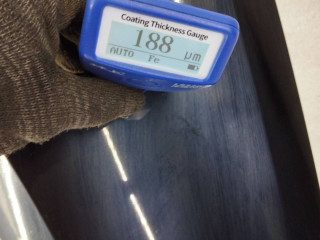 Coating Thickness Gauge
188 μm
AUTO Fe